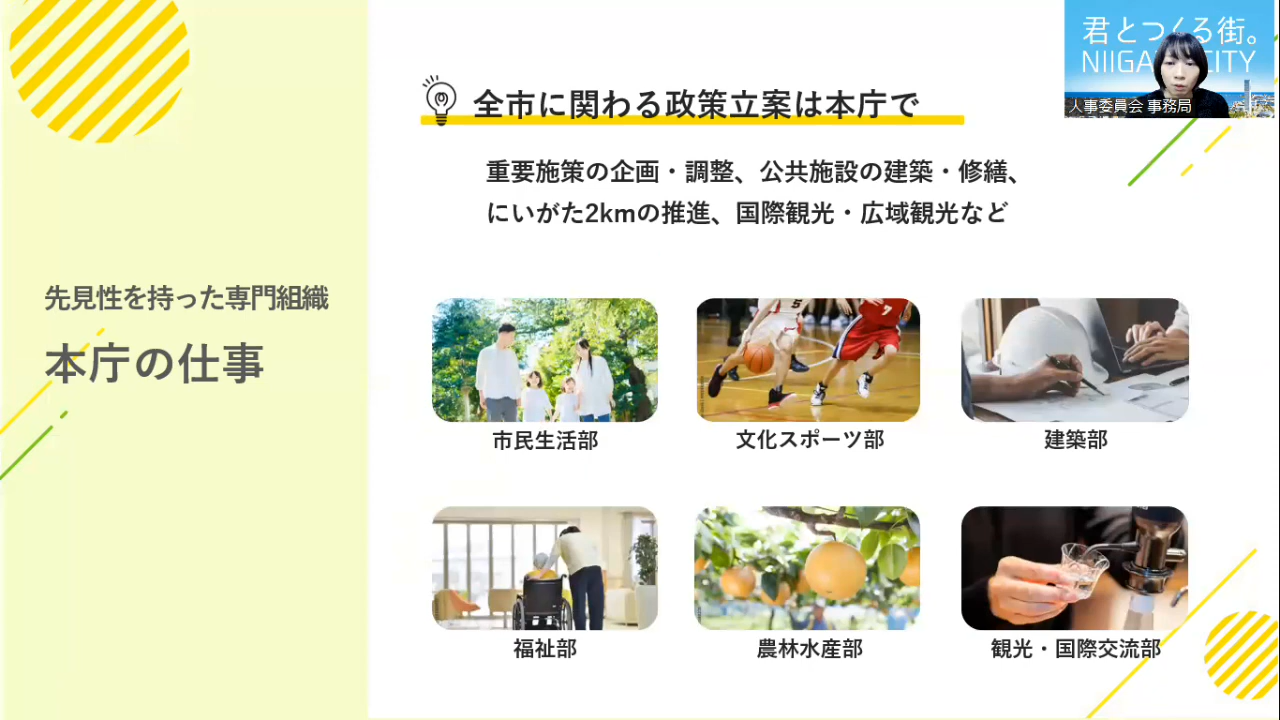 君とつくる街。
NIIGATA CITY
人事委員会 事務局
全市に関わる政策立案は本庁で
重要施策の企画・調整、公共施設の建築・修繕、
にいがた2kmの推進、国際観光・広域観光など
先見性を持った専門組織
本庁の仕事
市民生活部
文化スポーツ部
建築部
福祉部
農林水産部
観光・国際交流部